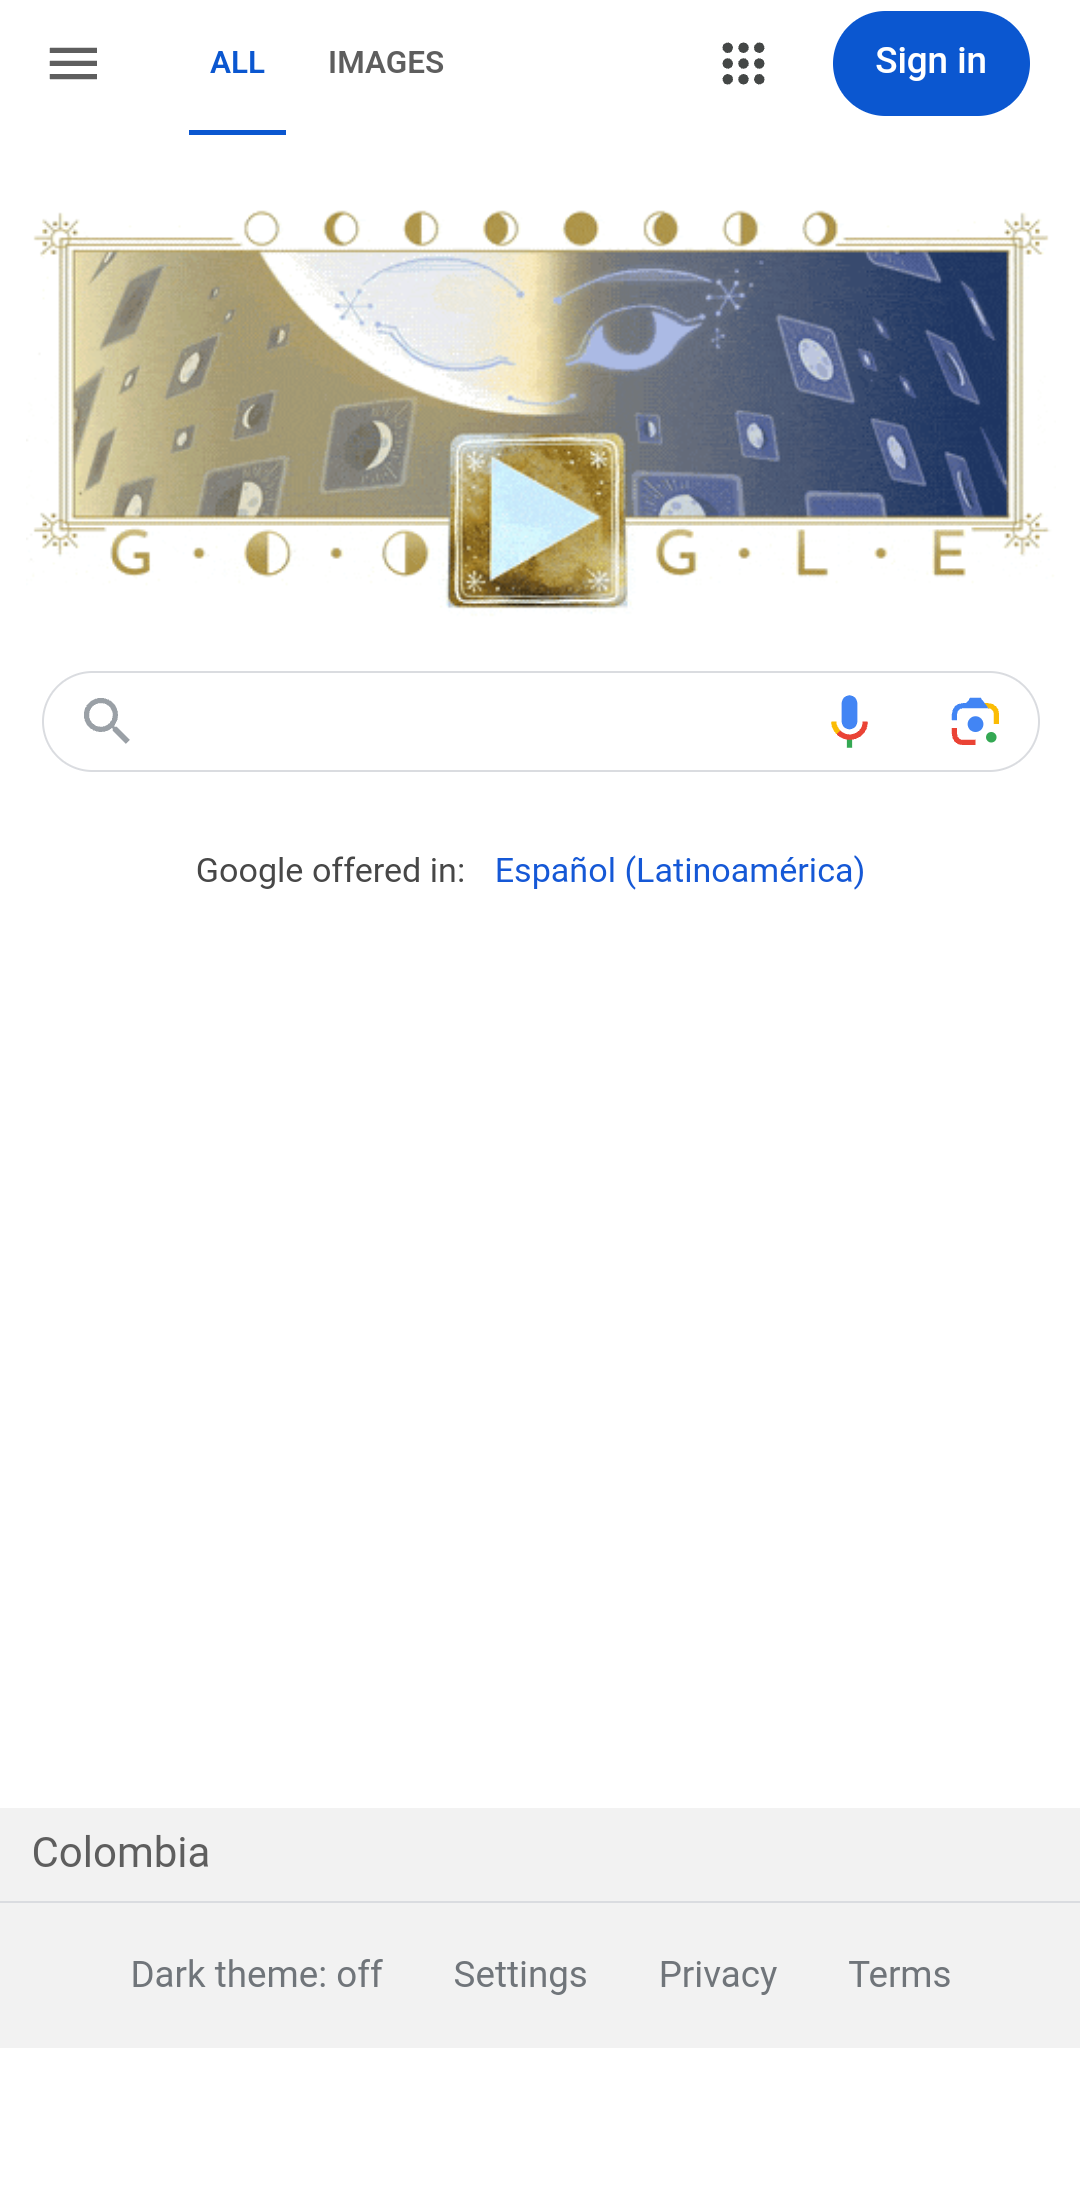 ALL IMAGES Sign in
G · · G · L · E
Google offered in: Español (Latinoamérica)
Colombia
Dark theme: off Settings Privacy Terms